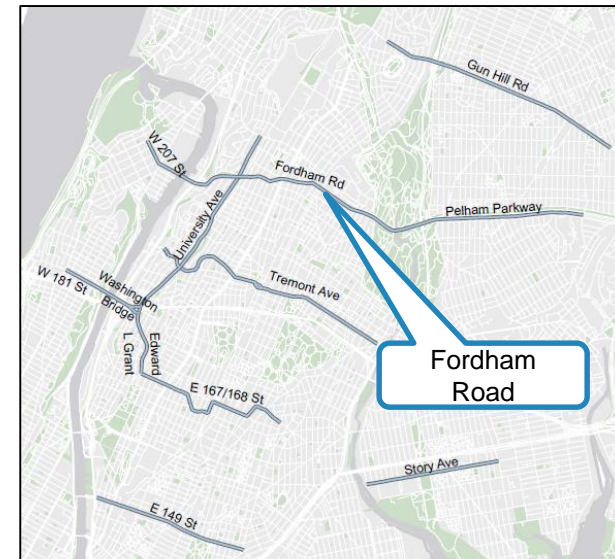 Gun Hill Rd
W 207 St
Fordham Rd
University Ave
Pelham Parkway
Tremont Ave
W 181 St
Washington
Bridge
Edward
L Grant
Fordham
Road
E 167/168 St
Story Ave
E 149 St